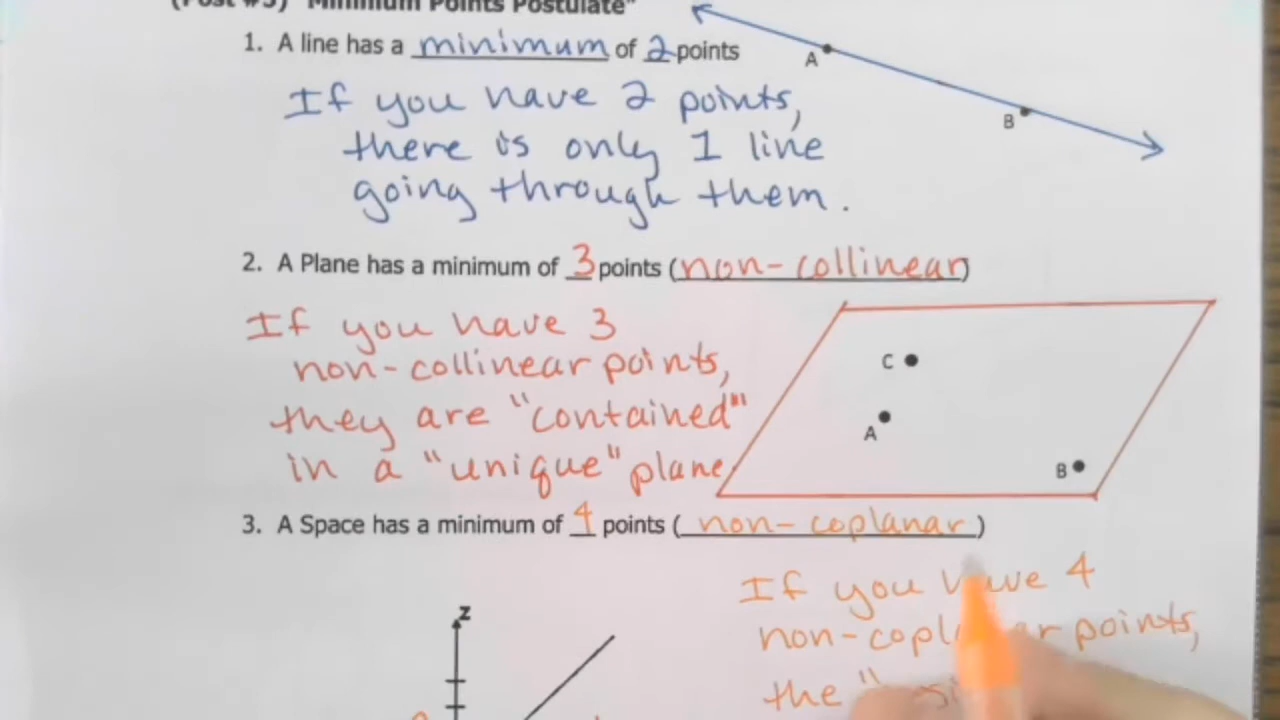 (Post #5) "Minimum Points Postulate"
1. A line has a minimum of 2 points
If you have 2 points,
there is only 1 line
going through them.
A
B
2. A Plane has a minimum of 3 points (non-collinear)
If you have 3
non-collinear points,
they are "contained"
in a "unique" plane
C
A
B
3. A Space has a minimum of 4 points (non-coplanar)
If you have 4
non-coplanar points,
the "
z